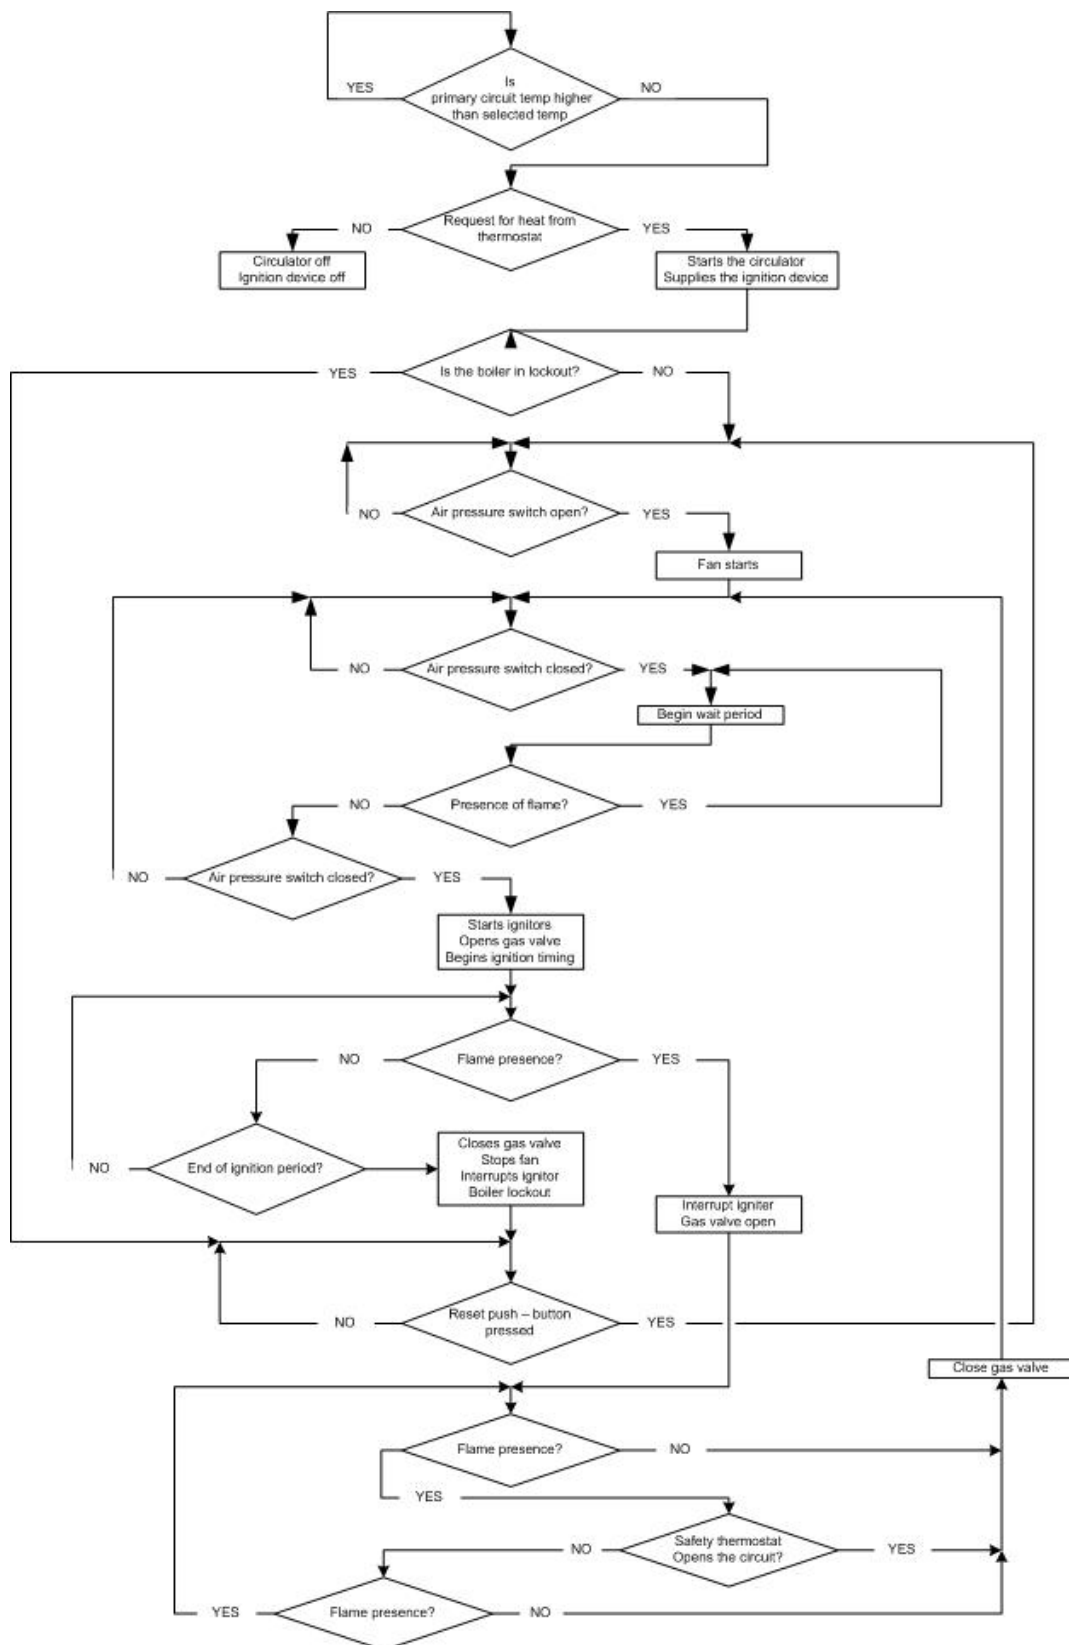 Is
primary circuit temp higher
than selected temp
YES
NO
Request for heat from
thermostat
NO
YES
Circulator off
Ignition device off
Starts the circulator
Supplies the ignition device
Is the boiler in lockout?
YES
NO
Air pressure switch open?
NO
YES
Fan starts
Air pressure switch closed?
NO
YES
Begin wait period
Presence of flame?
NO
YES
Air pressure switch closed?
NO
YES
Starts ignitors
Opens gas valve
Begins ignition timing
Flame presence?
NO
YES
End of ignition period?
NO
Closes gas valve
Stops fan
Interrupts ignitor
Boiler lockout
Interrupt igniter
Gas valve open
Reset push – button
pressed
NO
YES
Close gas valve
Flame presence?
NO
YES
Safety thermostat
Opens the circuit?
NO
YES
Flame presence?
YES
NO